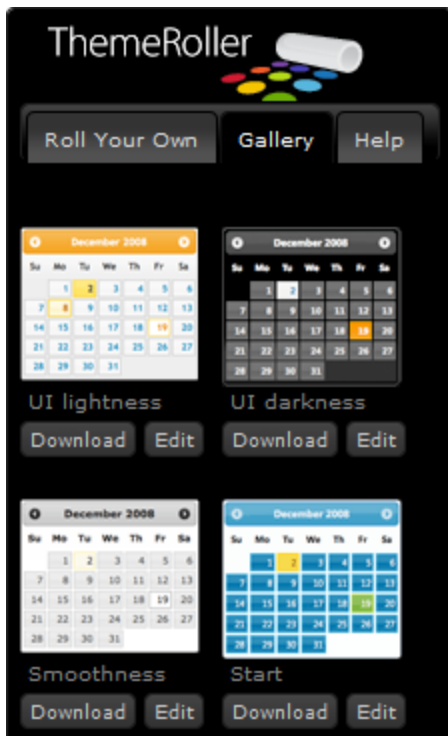 ThemeRoller
Roll Your Own Gallery Help
December 2008
Su Mo Tu We Th Fr Sa
1 2 3 4 5 6
7 8 9 10 11 12 13
14 15 16 17 18 19 20
21 22 23 24 25 26 27
28 29 30 31
UI lightness
Download Edit
December 2008
Su Mo Tu We Th Fr Sa
1 2 3 4 5 6
7 8 9 10 11 12 13
14 15 16 17 18 19 20
21 22 23 24 25 26 27
28 29 30 31
UI darkness
Download Edit
December 2008
Su Mo Tu We Th Fr Sa
1 2 3 4 5 6
7 8 9 10 11 12 13
14 15 16 17 18 19 20
21 22 23 24 25 26 27
28 29 30 31
Smoothness
Download Edit
December 2008
Su Mo Tu We Th Fr Sa
1 2 3 4 5 6
7 8 9 10 11 12 13
14 15 16 17 18 19 20
21 22 23 24 25 26 27
28 29 30 31
Start
Download Edit